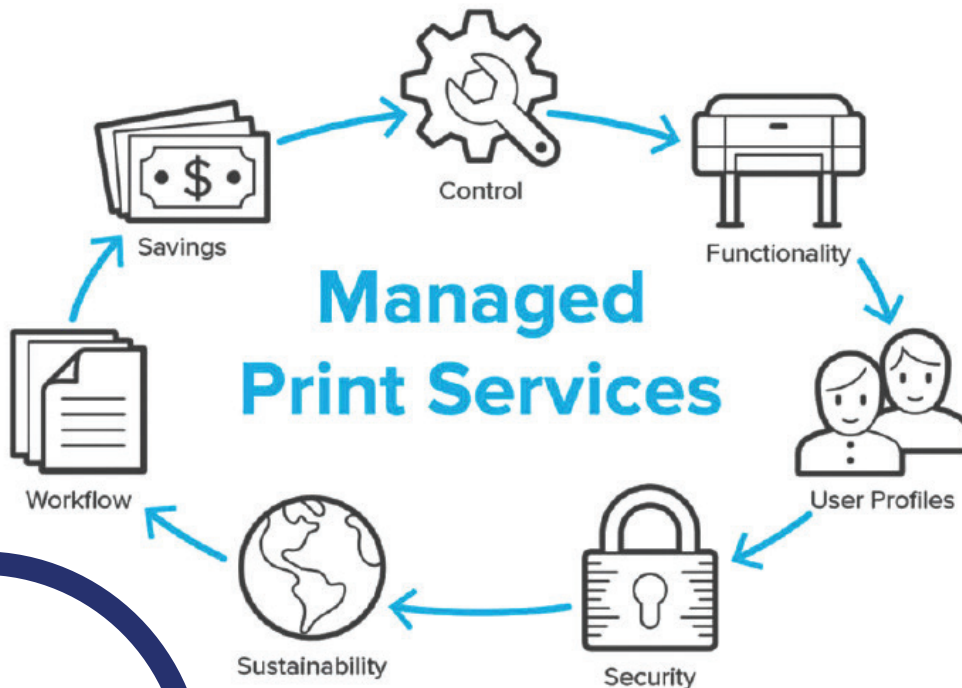 Control
$
Savings
Functionality
Managed
Print Services
Workflow
User Profiles
Sustainability
Security